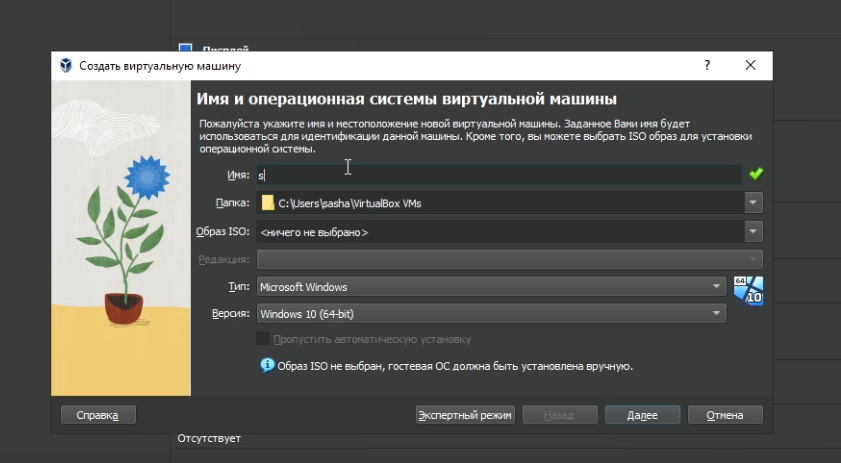 Дисплей
Создать виртуальную машину
?
Имя и операционная системы виртуальной машины
Пожалуйста укажите имя и местоположение новой виртуальной машины. Заданное Вами имя будет
использоваться для идентификации данной машины. Кроме того, вы можете выбрать ISO образ для установки
операционной системы.
Имя: s
Папка: C:\Users\sasha\VirtualBox VMs
Образ ISO: <ничего не выбрано>
Редакция:
Тип: Microsoft Windows
64
10
Версия: Windows 10 (64-bit)
Пропустить автоматическую установку
Образ ISO не выбран, гостевая ОС должна быть установлена вручную.
Справка Экспертный режим Назад Далее Отмена
Отсутствует